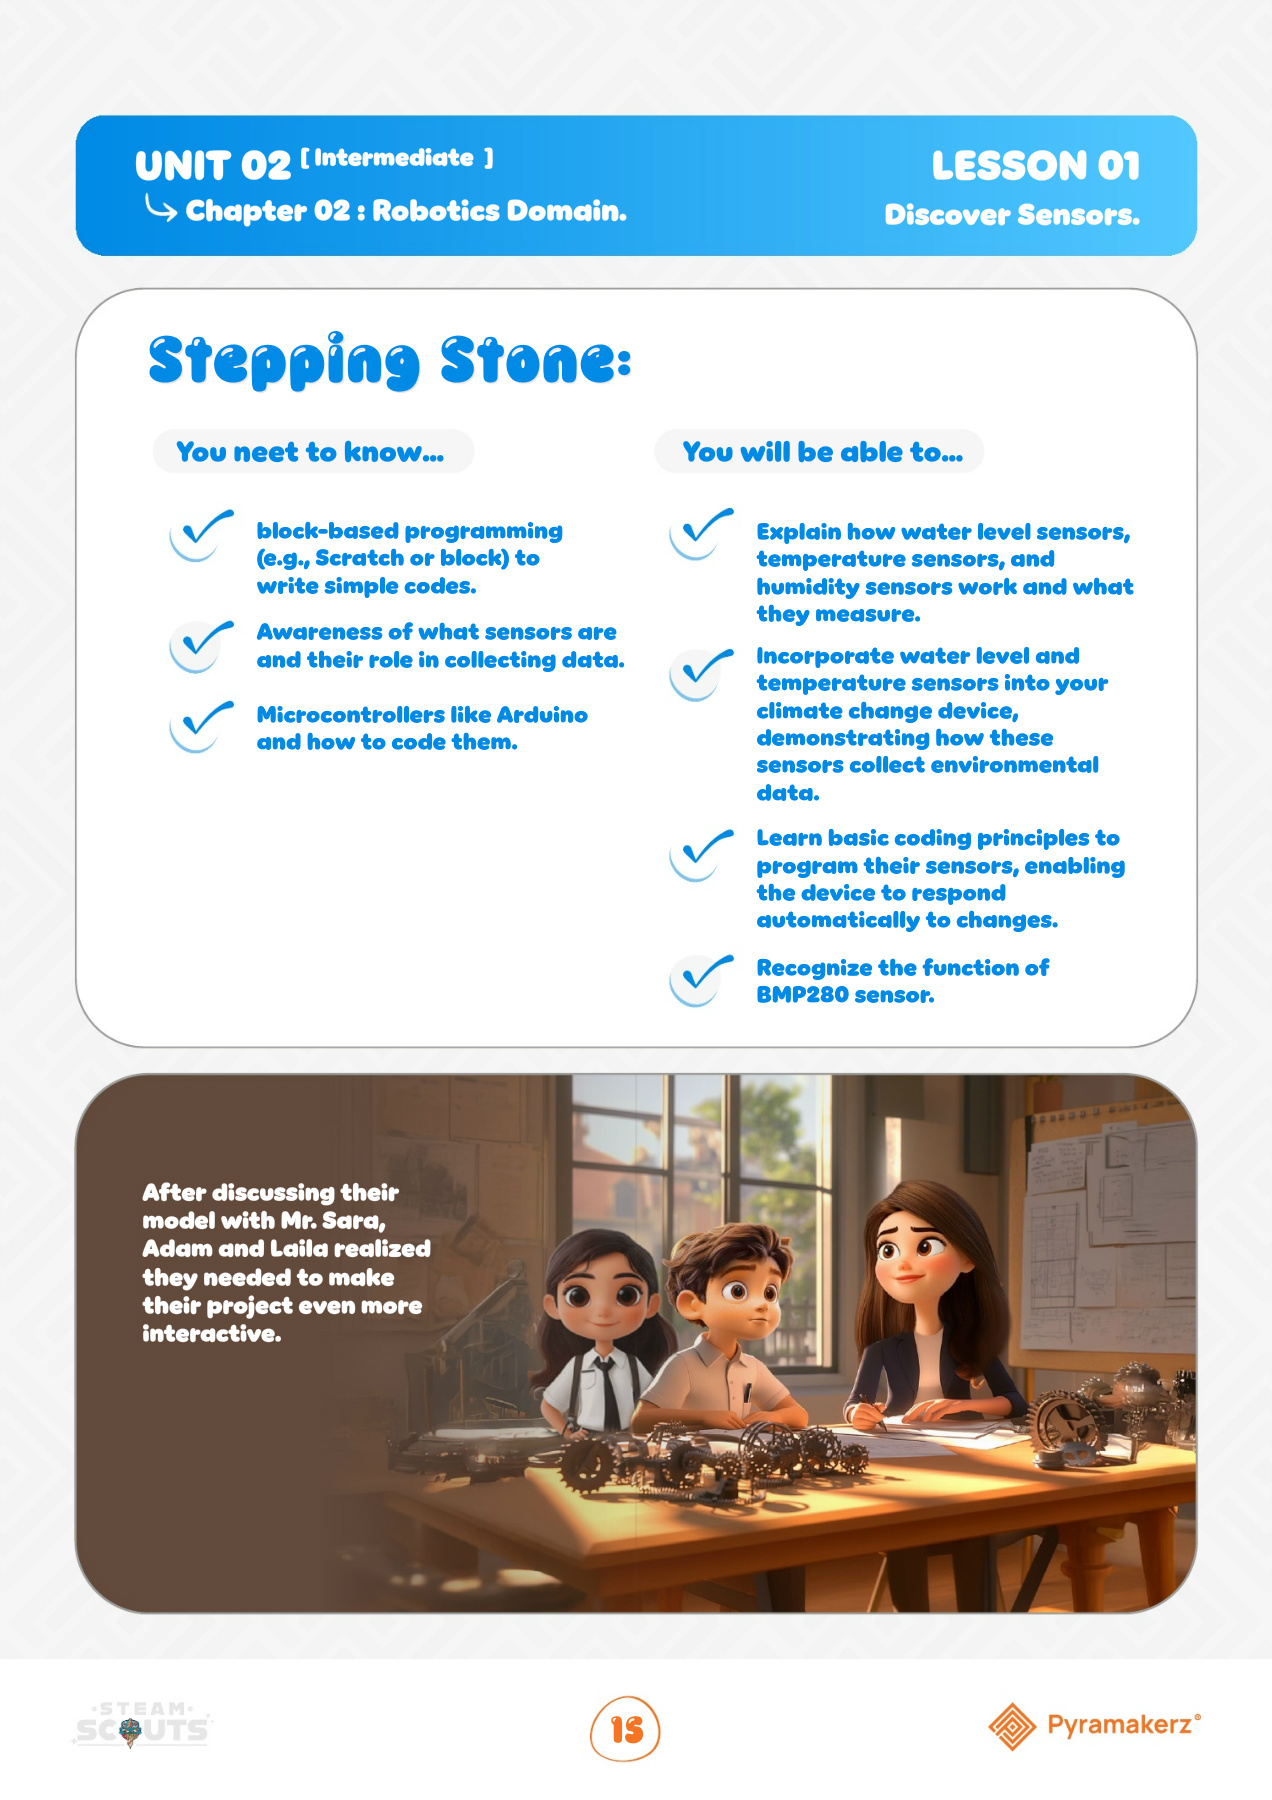 UNIT 02 [ Intermediate ]
Chapter 02 : Robotics Domain.
LESSON 01
Discover Sensors.
Stepping Stone:
You neet to know...
block-based programming
(e.g., Scratch or block) to
write simple codes.
Awareness of what sensors are
and their role in collecting data.
Microcontrollers like Arduino
and how to code them.
You will be able to...
Explain how water level sensors,
temperature sensors, and
humidity sensors work and what
they measure.
Incorporate water level and
temperature sensors into your
climate change device,
demonstrating how these
sensors collect environmental
data.
Learn basic coding principles to
program their sensors, enabling
the device to respond
automatically to changes.
Recognize the function of
BMP280 sensor.
After discussing their
model with Mr. Sara,
Adam and Laila realized
they needed to make
their project even more
interactive.
STEAM
SCOUTS
15
Pyramakerz®